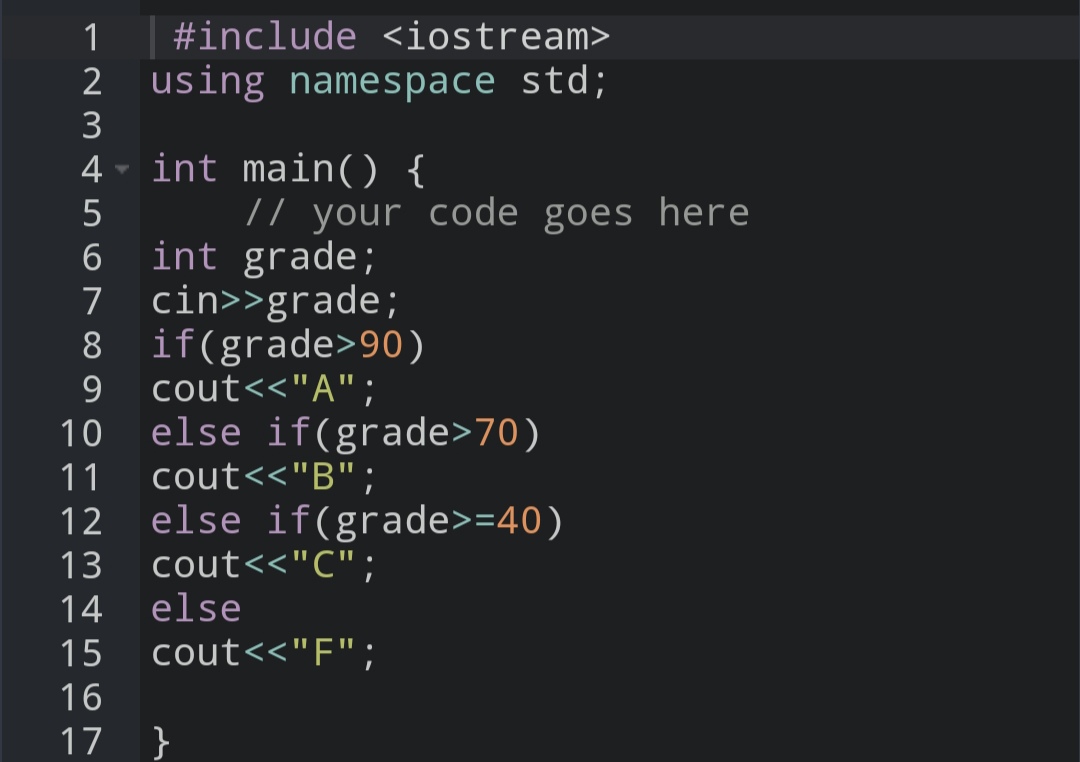 1 #include <iostream>
2 using namespace std;
3
4 int main() {
5 // your code goes here
6 int grade;
7 cin>>grade;
8 if(grade>90)
9 cout<<"A";
10 else if(grade>70)
11 cout<<"B";
12 else if(grade>=40)
13 cout<<"C";
14 else
15 cout<<"F";
16
17 }